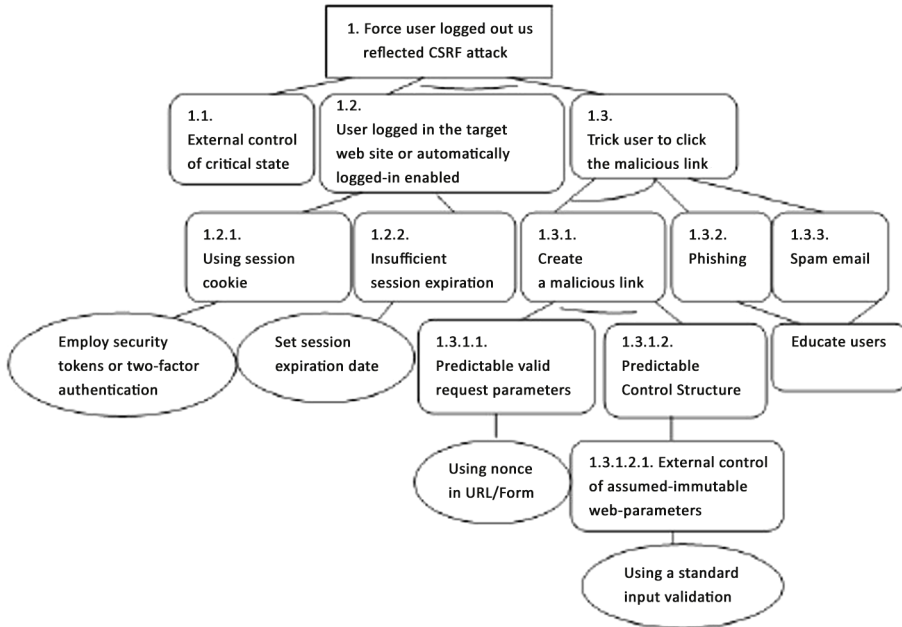 1. Force user logged out us
reflected CSRF attack
1.1.
External control
of critical state
1.2.
User logged in the target
web site or automatically
logged-in enabled
1.3.
Trick user to click
the malicious link
1.2.1.
Using session
cookie
1.2.2.
Insufficient
session expiration
1.3.1.
Create
a malicious link
1.3.2.
Phishing
1.3.3.
Spam email
Employ security
tokens or two-factor
authentication
Set session
expiration date
1.3.1.1.
Predictable valid
request parameters
1.3.1.2.
Predictable
Control Structure
Educate users
Using nonce
in URL/Form
1.3.1.2.1. External control
of assumed-immutable
web-parameters
Using a standard
input validation